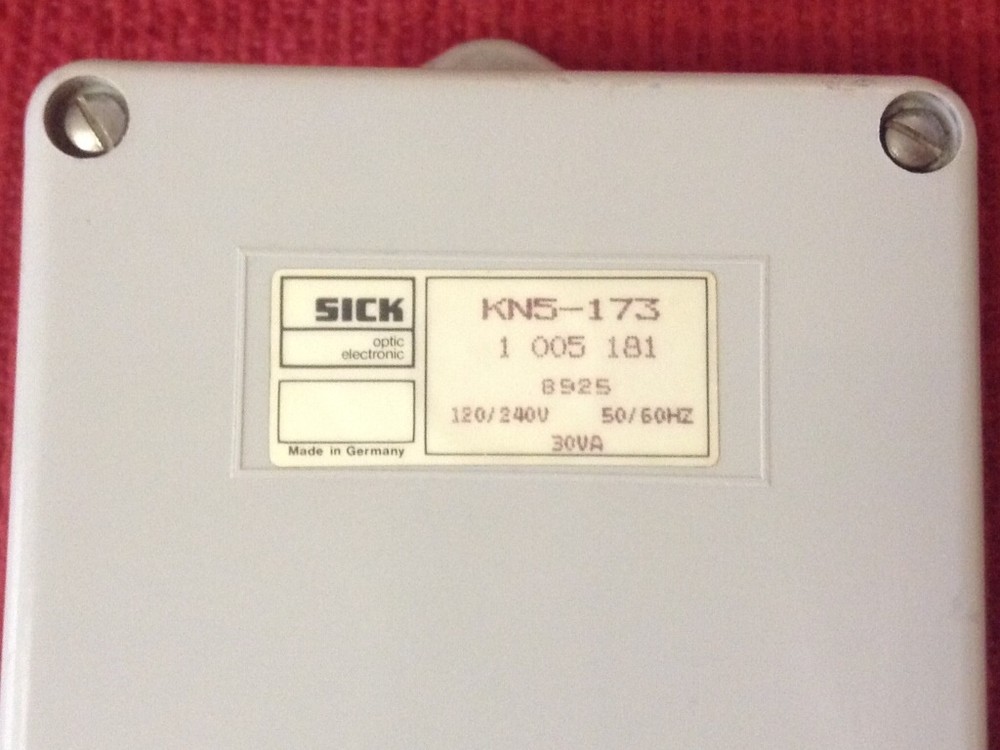 SICK
optic
electronic
Made in Germany
KN5-173
1 005 181
8925
120/240V 50/60HZ
30VA